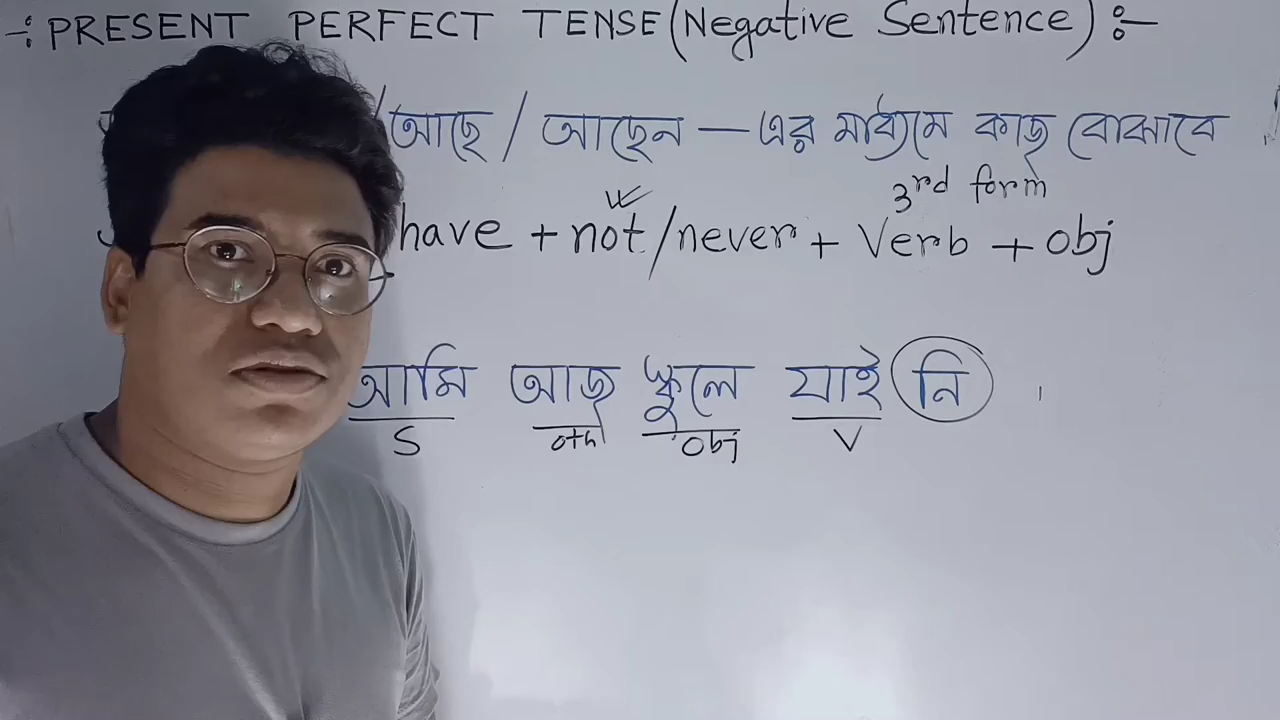 -:PRESENT PERFECT TENSE(Negative Sentence):-
/আছে / আছেন — এর মাধ্যমে কাজ বোঝাবে
3rd form
have + not/never + Verb + obj
আমি আজ স্কুলে যাই নি
S oth obj V